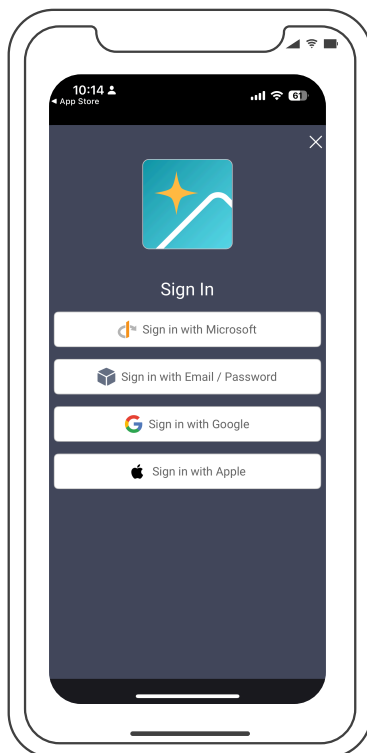 10:14
App Store
61
Sign In
Sign in with Microsoft
Sign in with Email / Password
Sign in with Google
Sign in with Apple